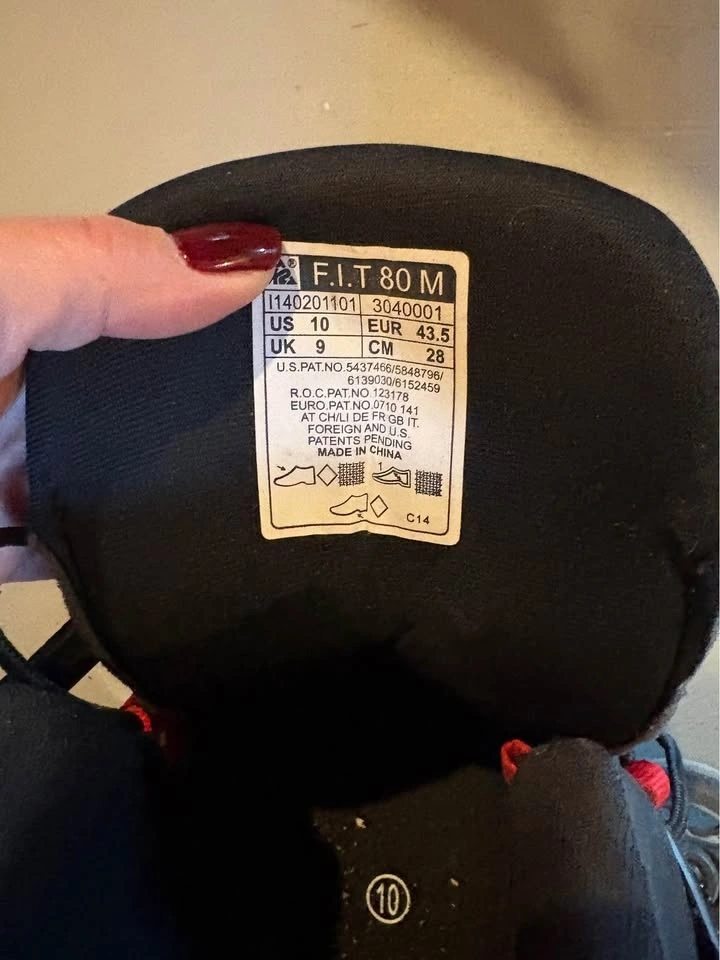 ® F.I.T 80 M
I140201101 3040001
US 10 EUR 43.5
UK 9 CM 28
U.S.PAT.NO.5437466/5848796/
6139030/6152459
R.O.C.PAT.NO.123178
EURO.PAT.NO.0710 141
AT CH/LI DE FR GB IT.
FOREIGN AND U.S.
PATENTS PENDING
MADE IN CHINA
1
C14
10